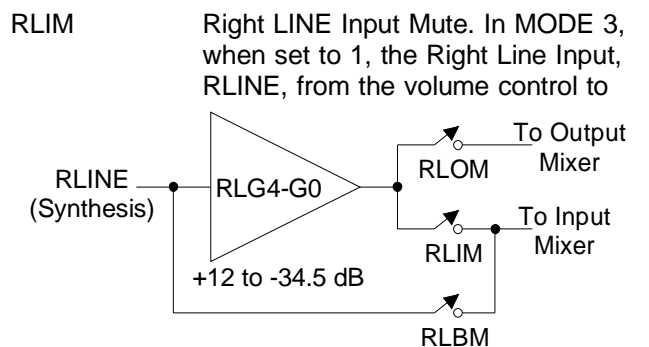 RLIM Right LINE Input Mute. In MODE 3,
when set to 1, the Right Line Input,
RLINE, from the volume control to
To Output
Mixer
RLOM
RLINE
(Synthesis)
RLG4-G0
To Input
Mixer
RLIM
+12 to -34.5 dB
RLBM